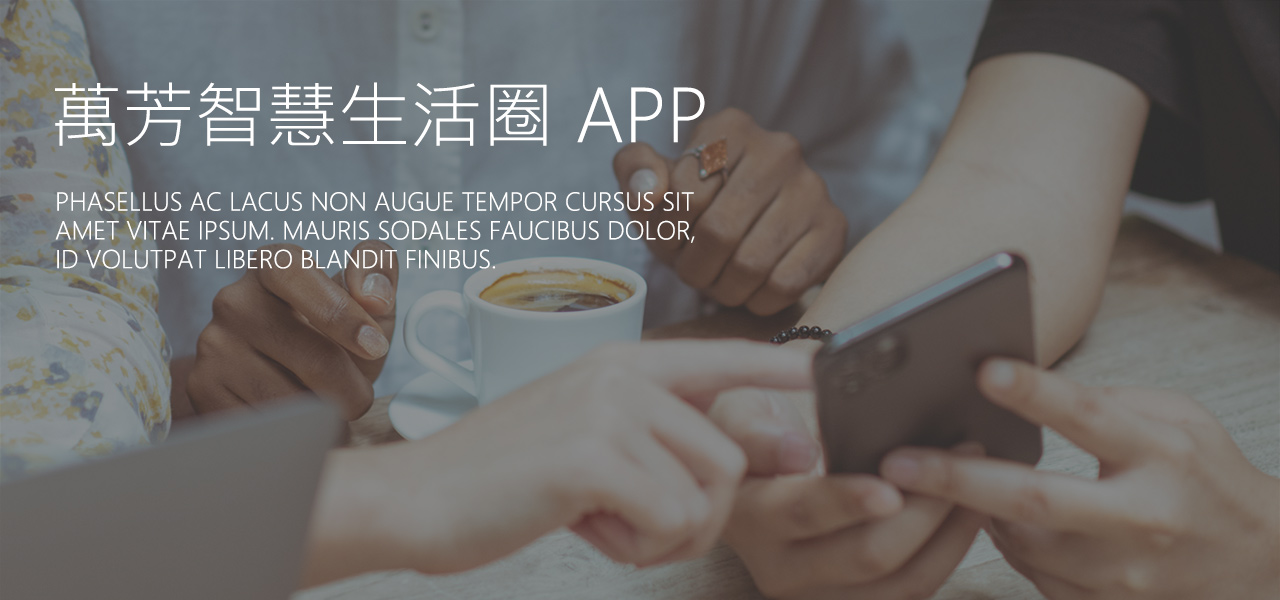 萬芳智慧生活圈 APP
PHASELLUS AC LACUS NON AUGUE TEMPOR CURSUS SIT
AMET VITAE IPSUM. MAURIS SODALES FAUCIBUS DOLOR,
ID VOLUTPAT LIBERO BLANDIT FINIBUS.